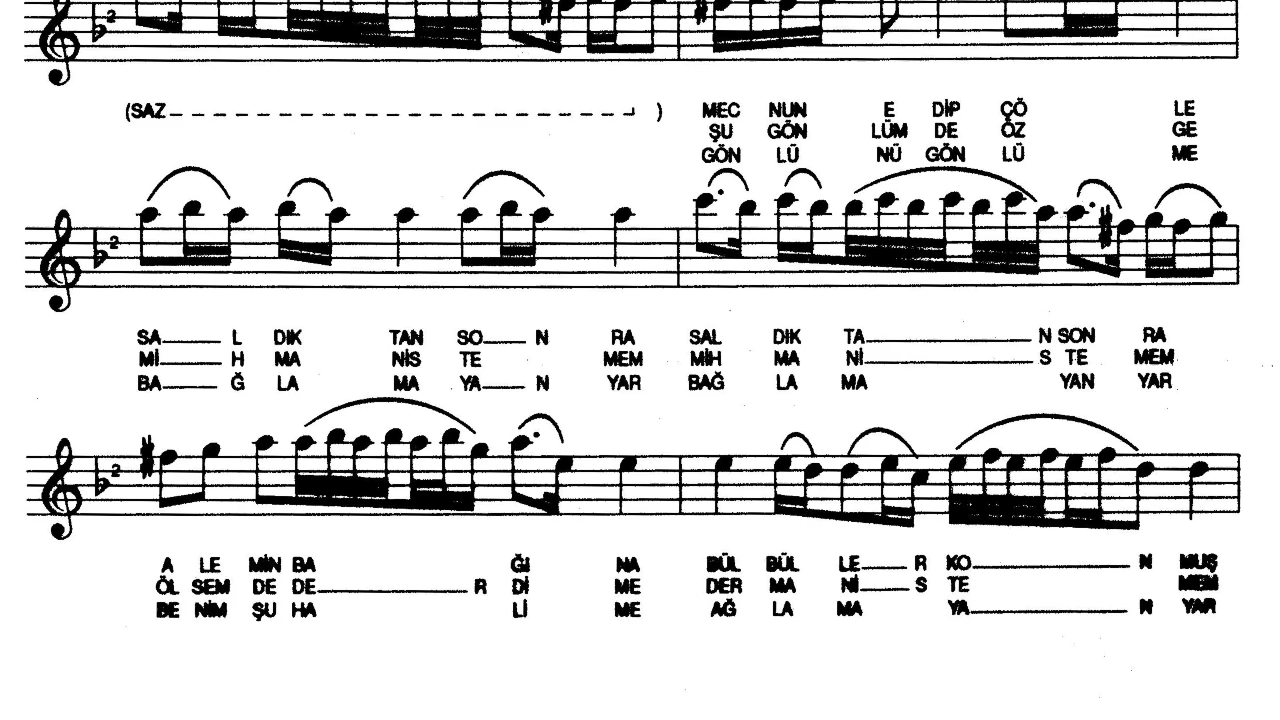 (SAZ ) MEC NUN E DİP ÇÖ LE
ŞU GÖN LÜM DE ÖZ GE
GÖN LÜ NÜ GÖN LÜ ME
SA L DIK TAN SO N RA SAL DIK TA N SON RA
Mİ H MA NİS TE MEM MİH MA Nİ S TE MEM
BA Ğ LA MA YA N YAR BAĞ LA MA YAN YAR
A LE MİN BA ĞI NA BÜL BÜL LE R KO N MUŞ
ÖL SEM DE DE R Dİ ME DER MA Nİ S TE MEM
BE NİM ŞU HA Lİ ME AĞ LA MA YA N YAR